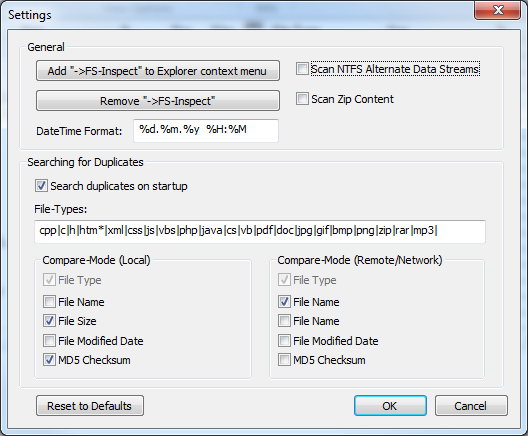 Settings
General
Add "->FS-Inspect" to Explorer context menu
Scan NTFS Alternate Data Streams
Remove "->FS-Inspect"
Scan Zip Content
DateTime Format: %d.%m.%y %H:%M
Searching for Duplicates
Search duplicates on startup
File-Types:
cpp|c|h|htm*|xml|css|js|vbs|php|java|cs|vb|pdf|doc|jpg|gif|bmp|png|zip|rar|mp3|
Compare-Mode (Local)
File Type
File Name
File Size
File Modified Date
MD5 Checksum
Compare-Mode (Remote/Network)
File Type
File Name
File Name
File Modified Date
MD5 Checksum
Reset to Defaults
OK
Cancel